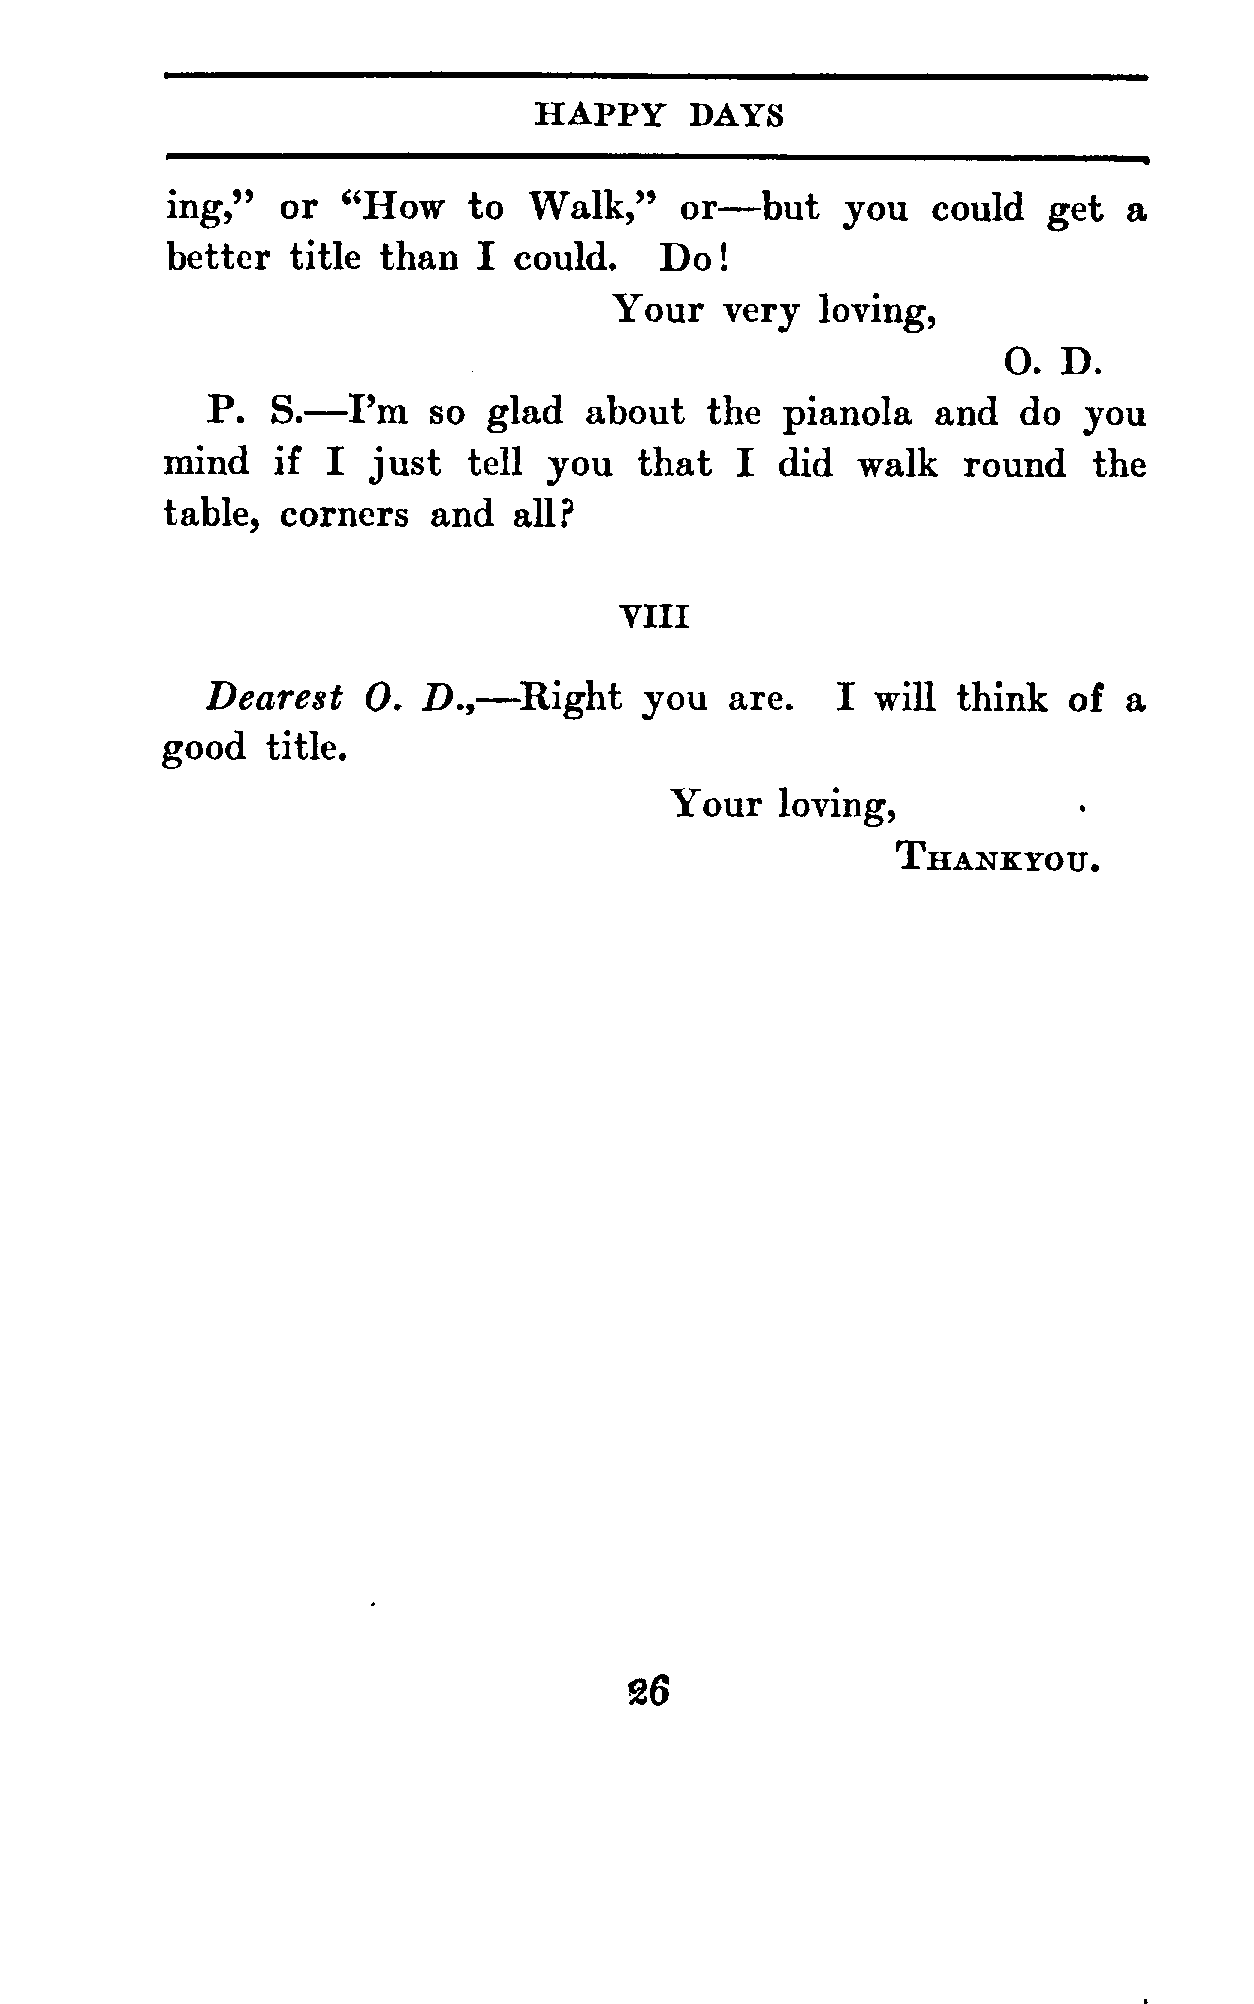 HAPPY DAYS
ing," or "How to Walk," or—but you could get a
better title than I could. Do!
Your very loving,
O. D.
P. S.—I'm so glad about the pianola and do you
mind if I just tell you that I did walk round the
table, corners and all?
VIII
Dearest O. D.,—Right you are. I will think of a
good title.
Your loving,
THANKYOU.
26